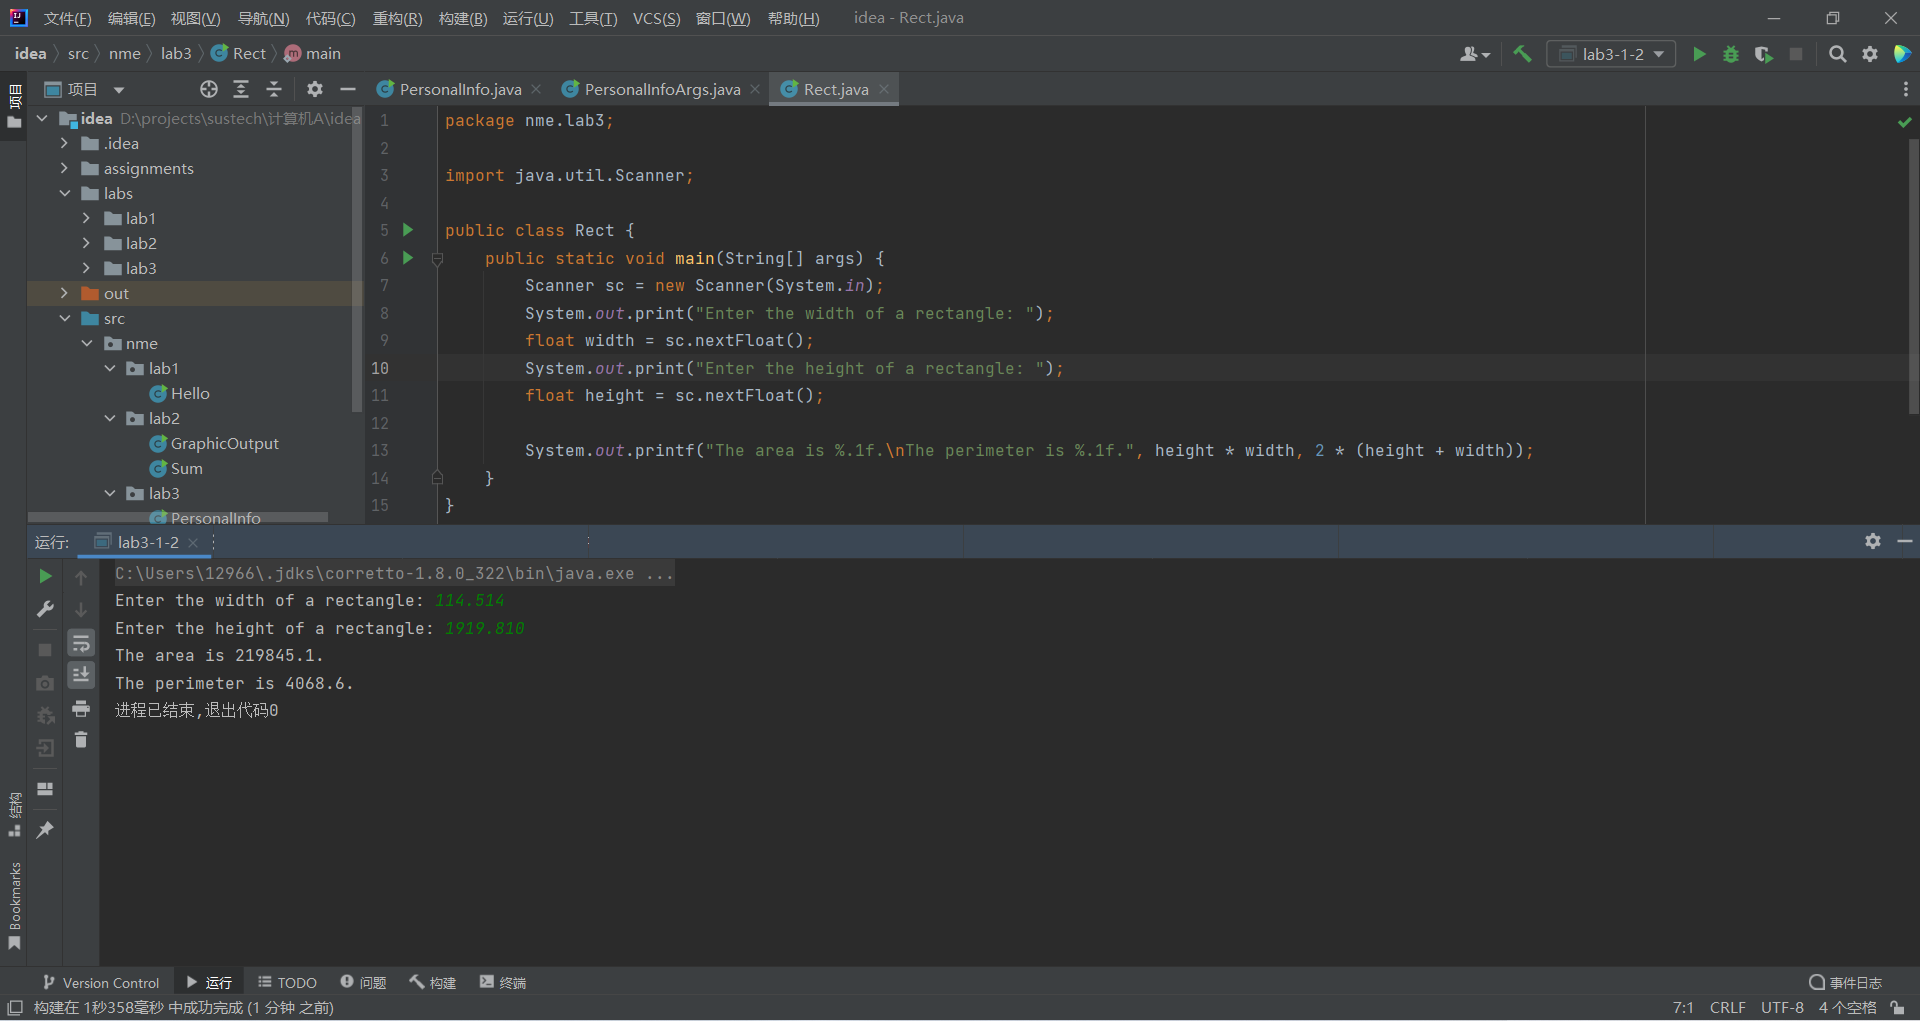 文件(F) 编辑(E) 视图(V) 导航(N) 代码(C) 重构(R) 构建(B) 运行(U) 工具(T) VCS(S) 窗口(W) 帮助(H) idea - Rect.java
idea src nme lab3 Rect main lab3-1-2
项目 PersonalInfo.java PersonalInfoArgs.java Rect.java
项目
idea D:\projects\sustech\计算机A\idea
.idea
assignments
labs
lab1
lab2
lab3
out
src
nme
lab1
Hello
lab2
GraphicOutput
Sum
lab3
PersonalInfo
1 package nme.lab3;
2
3 import java.util.Scanner;
4
5 public class Rect {
6 public static void main(String[] args) {
7 Scanner sc = new Scanner(System.in);
8 System.out.print("Enter the width of a rectangle: ");
9 float width = sc.nextFloat();
10 System.out.print("Enter the height of a rectangle: ");
11 float height = sc.nextFloat();
12
13 System.out.printf("The area is %.1f.\nThe perimeter is %.1f.", height * width, 2 * (height + width));
14 }
15 }
运行: lab3-1-2
C:\Users\12966\.jdks\corretto-1.8.0_322\bin\java.exe ...
Enter the width of a rectangle: 114.514
Enter the height of a rectangle: 1919.810
The area is 219845.1.
The perimeter is 4068.6.
进程已结束,退出代码0
结构
Bookmarks
Version Control 运行 TODO 问题 构建 终端 事件日志
构建在 1秒358毫秒 中成功完成 (1 分钟 之前) 7:1 CRLF UTF-8 4 个空格